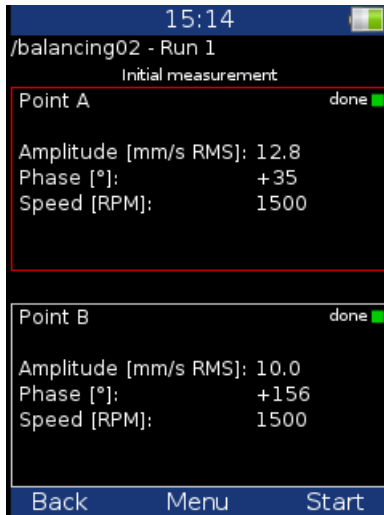 15:14
/balancing02 - Run 1
Initial measurement
Point A done
Amplitude [mm/s RMS]: 12.8
Phase [°]: +35
Speed [RPM]: 1500
Point B done
Amplitude [mm/s RMS]: 10.0
Phase [°]: +156
Speed [RPM]: 1500
Back Menu Start